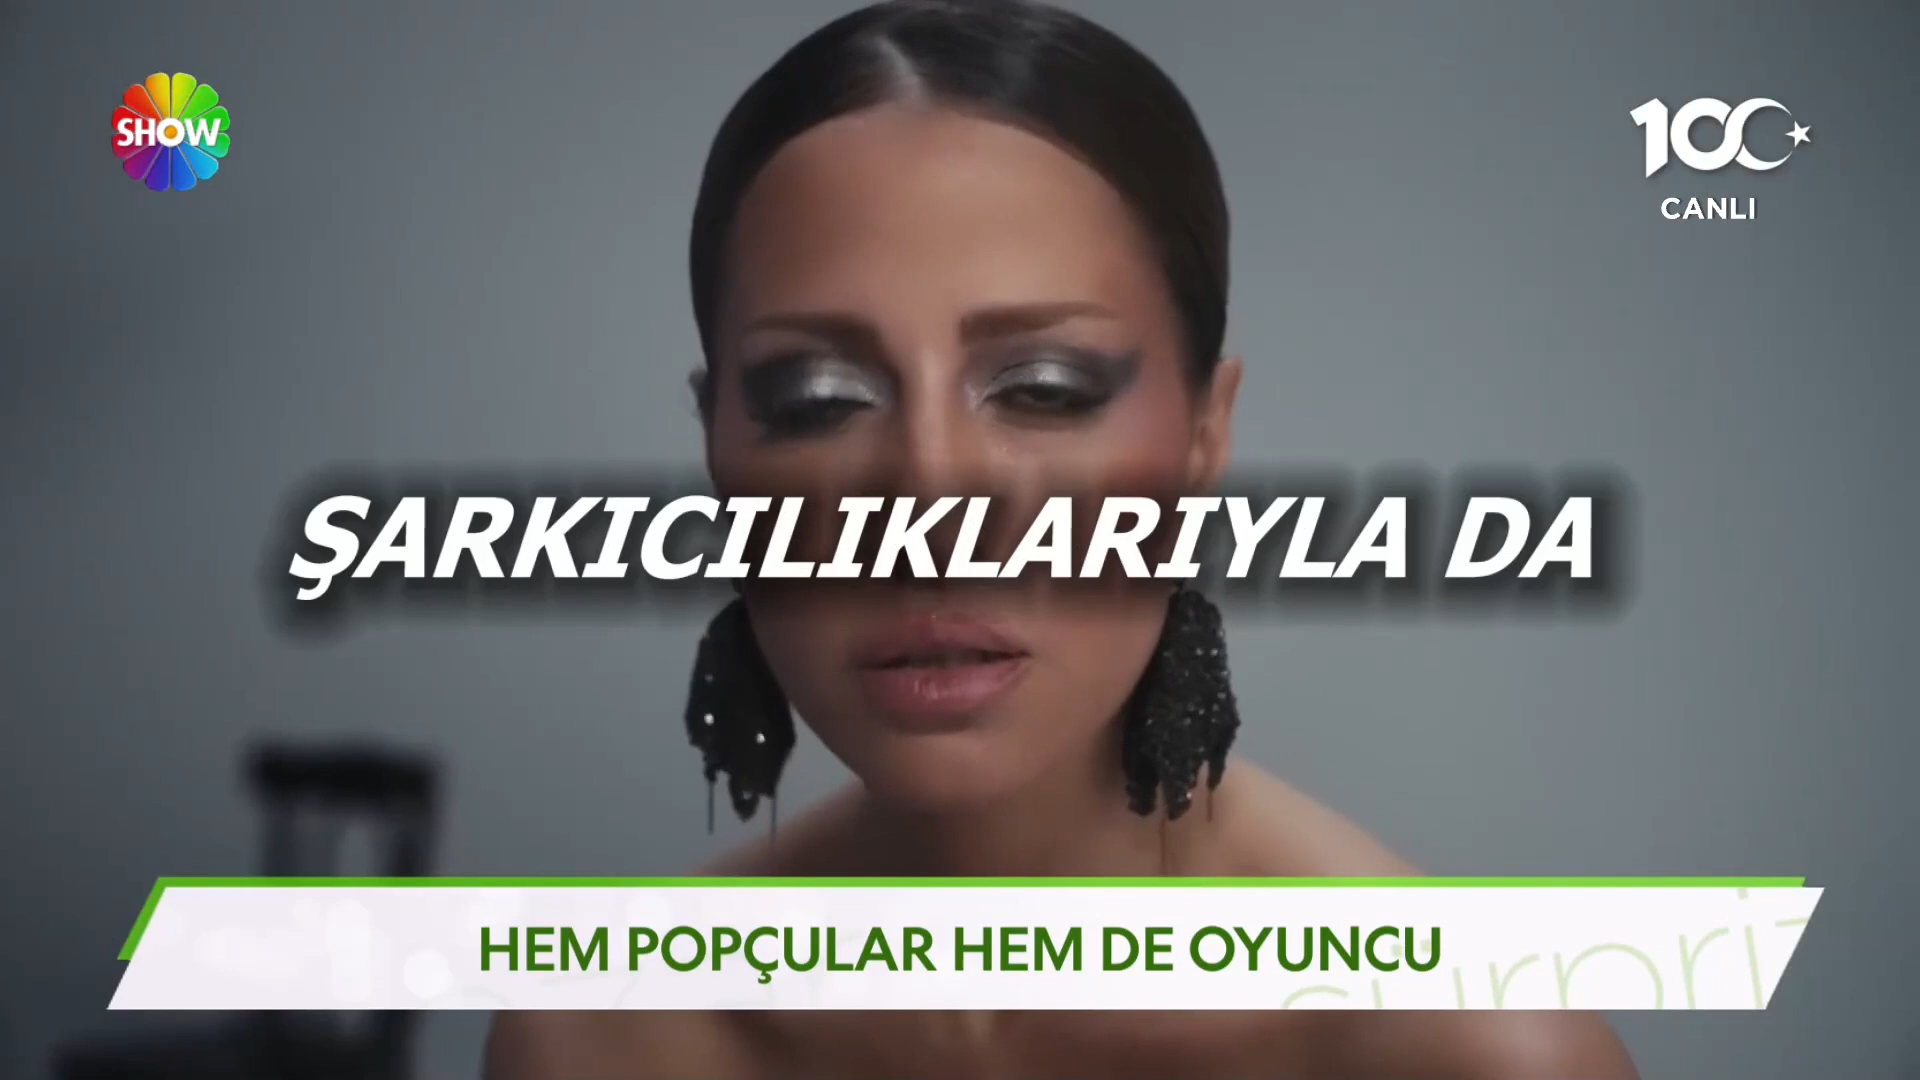 SHOW
100
CANLI
ŞARKICILIKLARIYLA DA
HEM POPÇULAR HEM DE OYUNCU